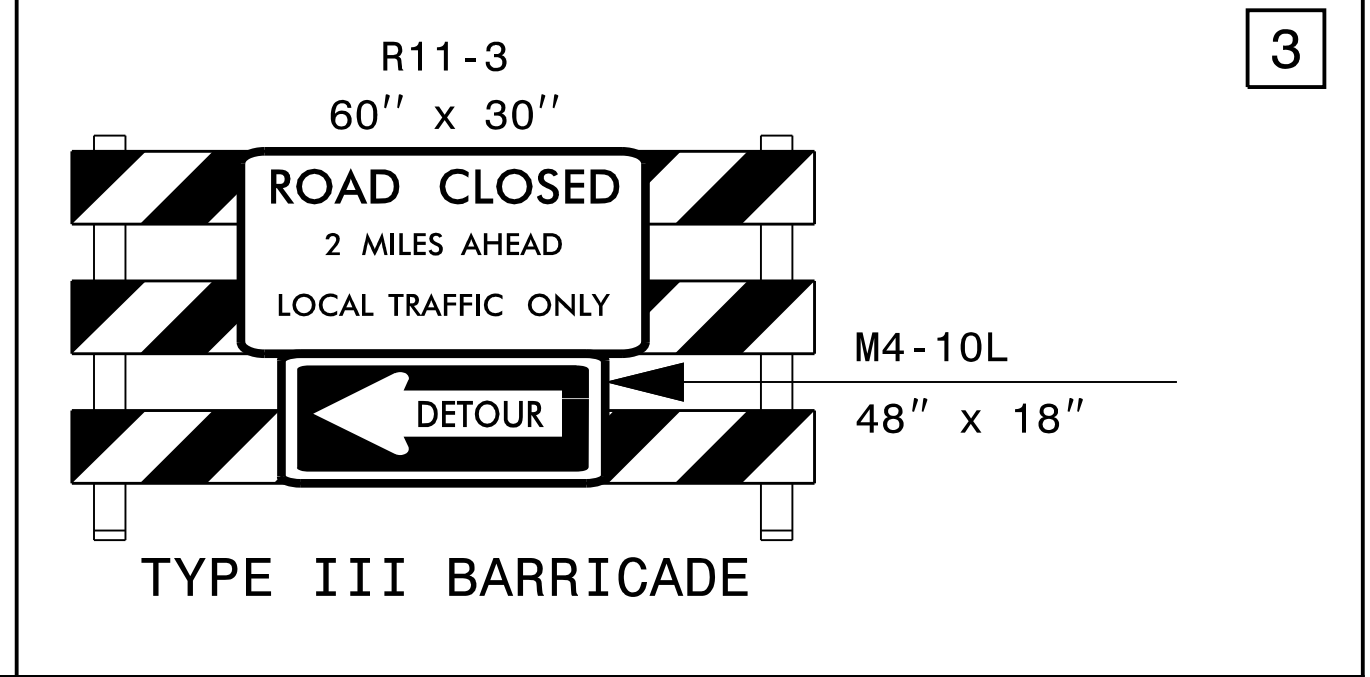 3
R11-3
60" x 30"
ROAD CLOSED
2 MILES AHEAD
LOCAL TRAFFIC ONLY
M4-10L
DETOUR
48" x 18"
TYPE III BARRICADE